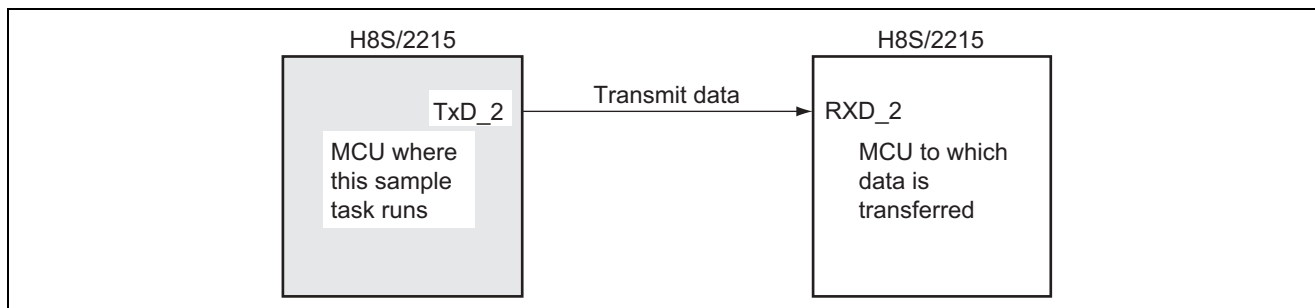 H8S/2215
H8S/2215
TxD_2
Transmit data
RXD_2
MCU where
this sample
task runs
MCU to which
data is
transferred